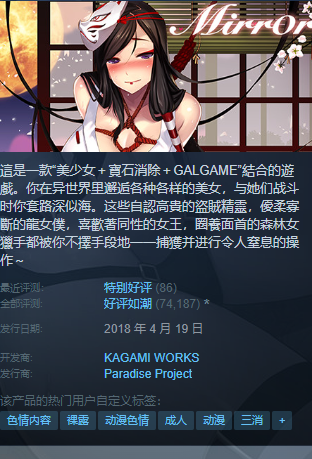 Mirror
這是一款“美少女＋寶石消除＋GALGAME”結合的遊
戲。你在异世界里邂逅各种各样的美女，与她们战斗
时你套路深似海。这些自認高貴的盜賊精靈，優柔寡
斷的龍女僕，喜歡著同性的女王，圈養面首的森林女
獵手都被你不擇手段地——捕獲并进行令人窒息的操
作～
最近评测: 特别好评 (86)
全部评测: 好评如潮 (74,187) *
发行日期: 2018 年 4 月 19 日
开发商: KAGAMI WORKS
发行商: Paradise Project
该产品的热门用户自定义标签:
色情内容 裸露 动漫色情 成人 动漫 三消 +